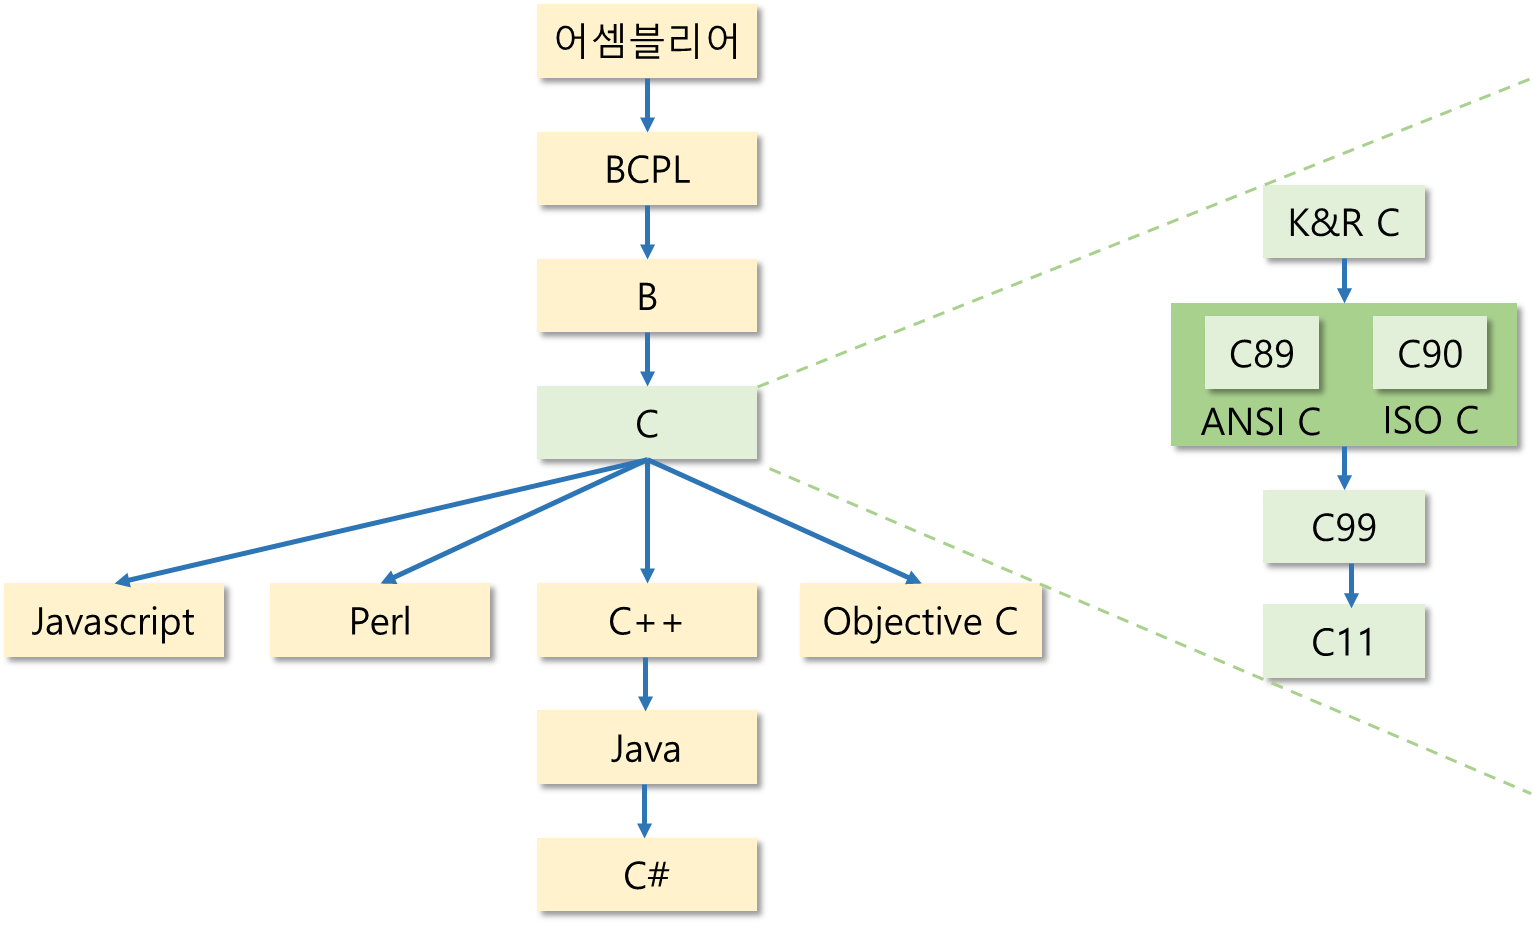 어셈블리어
BCPL
B
C
Javascript
Perl
C++
Objective C
Java
C#
K&R C
C89
C90
ANSI C
ISO C
C99
C11